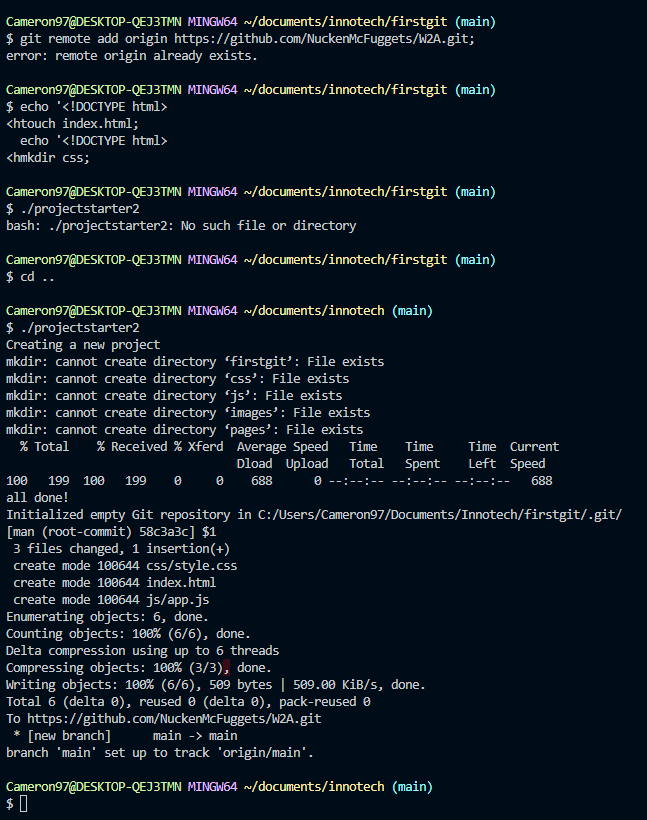 Cameron97@DESKTOP-QEJ3TMN MINGW64 ~/documents/innotech/firstgit (main)
$ git remote add origin https://github.com/NuckenMcFuggets/W2A.git;
error: remote origin already exists.
Cameron97@DESKTOP-QEJ3TMN MINGW64 ~/documents/innotech/firstgit (main)
$ echo '<!DOCTYPE html>
<htouch index.html;
  echo '<!DOCTYPE html>
<hmkdir css;
Cameron97@DESKTOP-QEJ3TMN MINGW64 ~/documents/innotech/firstgit (main)
$ ./projectstarter2
bash: ./projectstarter2: No such file or directory
Cameron97@DESKTOP-QEJ3TMN MINGW64 ~/documents/innotech/firstgit (main)
$ cd ..
Cameron97@DESKTOP-QEJ3TMN MINGW64 ~/documents/innotech (main)
$ ./projectstarter2
Creating a new project
mkdir: cannot create directory ‘firstgit’: File exists
mkdir: cannot create directory ‘css’: File exists
mkdir: cannot create directory ‘js’: File exists
mkdir: cannot create directory ‘images’: File exists
mkdir: cannot create directory ‘pages’: File exists
  % Total    % Received % Xferd  Average Speed   Time    Time     Time  Current
                                 Dload  Upload   Total   Spent    Left  Speed
100   199  100   199    0     0    688      0 --:--:-- --:--:-- --:--:--   688
all done!
Initialized empty Git repository in C:/Users/Cameron97/Documents/Innotech/firstgit/.git/
[man (root-commit) 58c3a3c] $1
 3 files changed, 1 insertion(+)
 create mode 100644 css/style.css
 create mode 100644 index.html
 create mode 100644 js/app.js
Enumerating objects: 6, done.
Counting objects: 100% (6/6), done.
Delta compression using up to 6 threads
Compressing objects: 100% (3/3), done.
Writing objects: 100% (6/6), 509 bytes | 509.00 KiB/s, done.
Total 6 (delta 0), reused 0 (delta 0), pack-reused 0
To https://github.com/NuckenMcFuggets/W2A.git
 * [new branch]      main -> main
branch 'main' set up to track 'origin/main'.
Cameron97@DESKTOP-QEJ3TMN MINGW64 ~/documents/innotech (main)
$